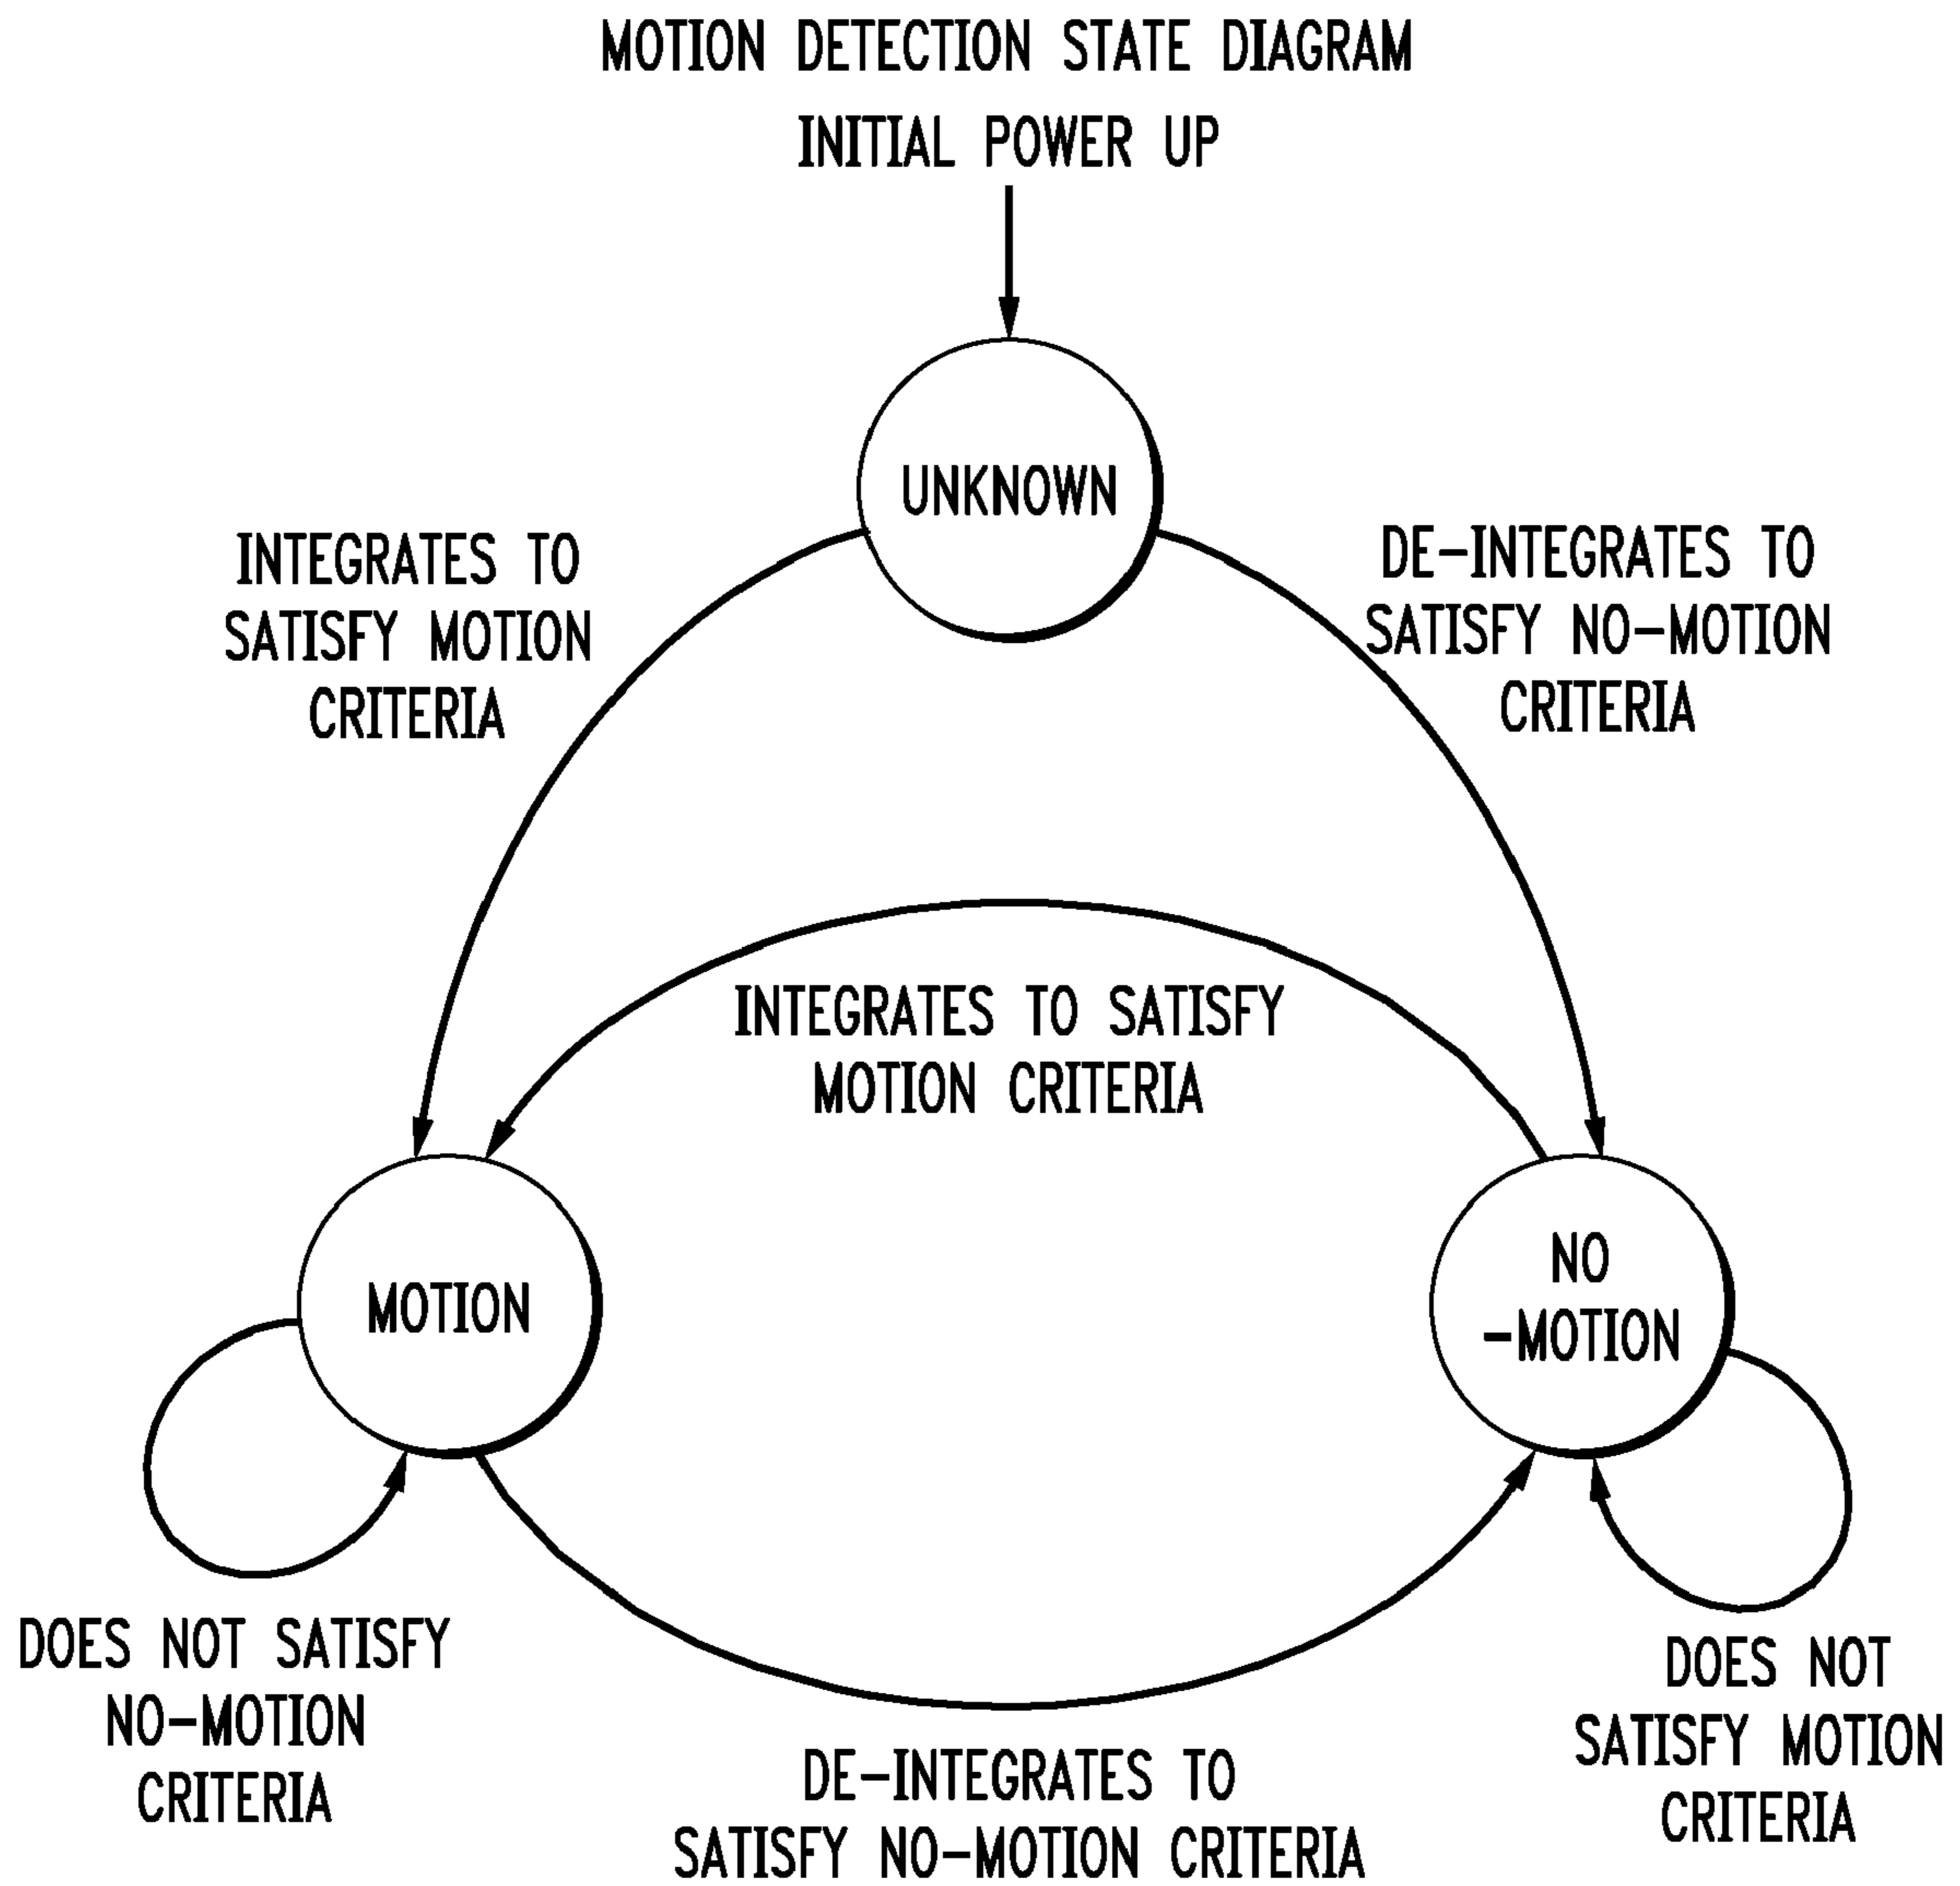 MOTION DETECTION STATE DIAGRAM
INITIAL POWER UP
UNKNOWN
INTEGRATES TO
SATISFY MOTION
CRITERIA
DE-INTEGRATES TO
SATISFY NO-MOTION
CRITERIA
INTEGRATES TO SATISFY
MOTION CRITERIA
MOTION
NO
-MOTION
DOES NOT SATISFY
NO-MOTION
CRITERIA
DE-INTEGRATES TO
SATISFY NO-MOTION CRITERIA
DOES NOT
SATISFY MOTION
CRITERIA